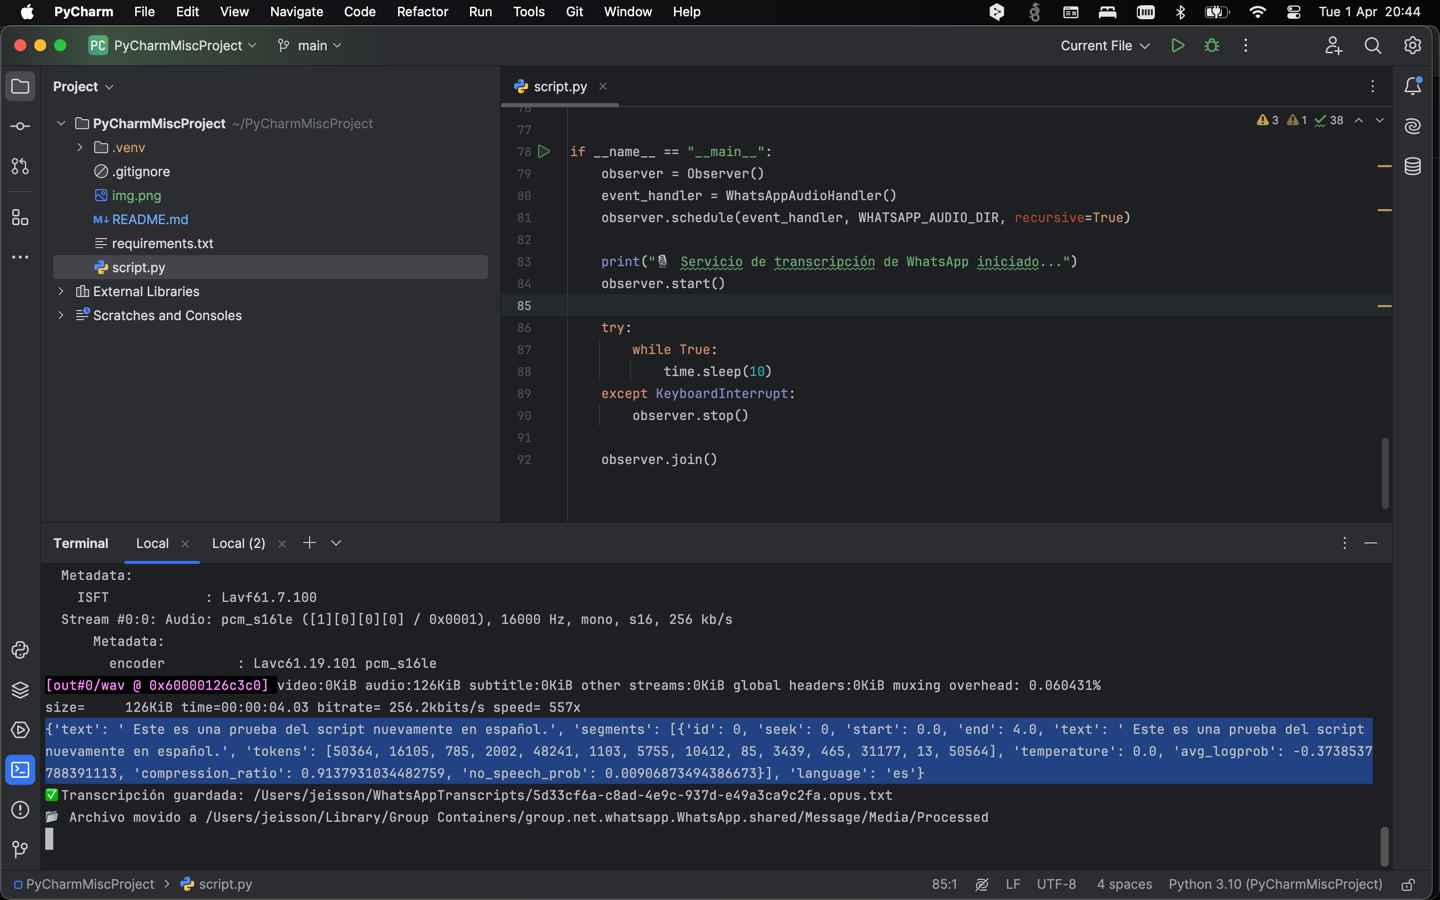 PyCharm File Edit View Navigate Code Refactor Run Tools Git Window Help Tue 1 Apr 20:44
PC PyCharmMiscProject main Current File
Project
script.py
PyCharmMiscProject ~/PyCharmMiscProject
.venv
.gitignore
img.png
M↓ README.md
requirements.txt
script.py
External Libraries
Scratches and Consoles
3 1 38
76
77
78 if __name__ == "__main__":
79 observer = Observer()
80 event_handler = WhatsAppAudioHandler()
81 observer.schedule(event_handler, WHATSAPP_AUDIO_DIR, recursive=True)
82
83 print("🎙 Servicio de transcripción de WhatsApp iniciado...")
84 observer.start()
85
86 try:
87 while True:
88 time.sleep(10)
89 except KeyboardInterrupt:
90 observer.stop()
91
92 observer.join()
Terminal Local Local (2)
Metadata:
ISFT : Lavf61.7.100
Stream #0:0: Audio: pcm_s16le ([1][0][0][0] / 0x0001), 16000 Hz, mono, s16, 256 kb/s
Metadata:
encoder : Lavc61.19.101 pcm_s16le
[out#0/wav @ 0x60000126c3c0] video:0KiB audio:126KiB subtitle:0KiB other streams:0KiB global headers:0KiB muxing overhead: 0.060431%
size= 126KiB time=00:00:04.03 bitrate= 256.2kbits/s speed= 557x
{'text': ' Este es una prueba del script nuevamente en español.', 'segments': [{'id': 0, 'seek': 0, 'start': 0.0, 'end': 4.0, 'text': ' Este es una prueba del script
nuevamente en español.', 'tokens': [50364, 16105, 785, 2002, 48241, 1103, 5755, 10412, 85, 3439, 465, 31177, 13, 50564], 'temperature': 0.0, 'avg_logprob': -0.3738537
788391113, 'compression_ratio': 0.9137931034482759, 'no_speech_prob': 0.00906873494386673}], 'language': 'es'}
✅Transcripción guardada: /Users/jeisson/WhatsAppTranscripts/5d33cf6a-c8ad-4e9c-937d-e49a3ca9c2fa.opus.txt
📂 Archivo movido a /Users/jeisson/Library/Group Containers/group.net.whatsapp.WhatsApp.shared/Message/Media/Processed
PyCharmMiscProject > script.py 85:1 LF UTF-8 4 spaces Python 3.10 (PyCharmMiscProject)